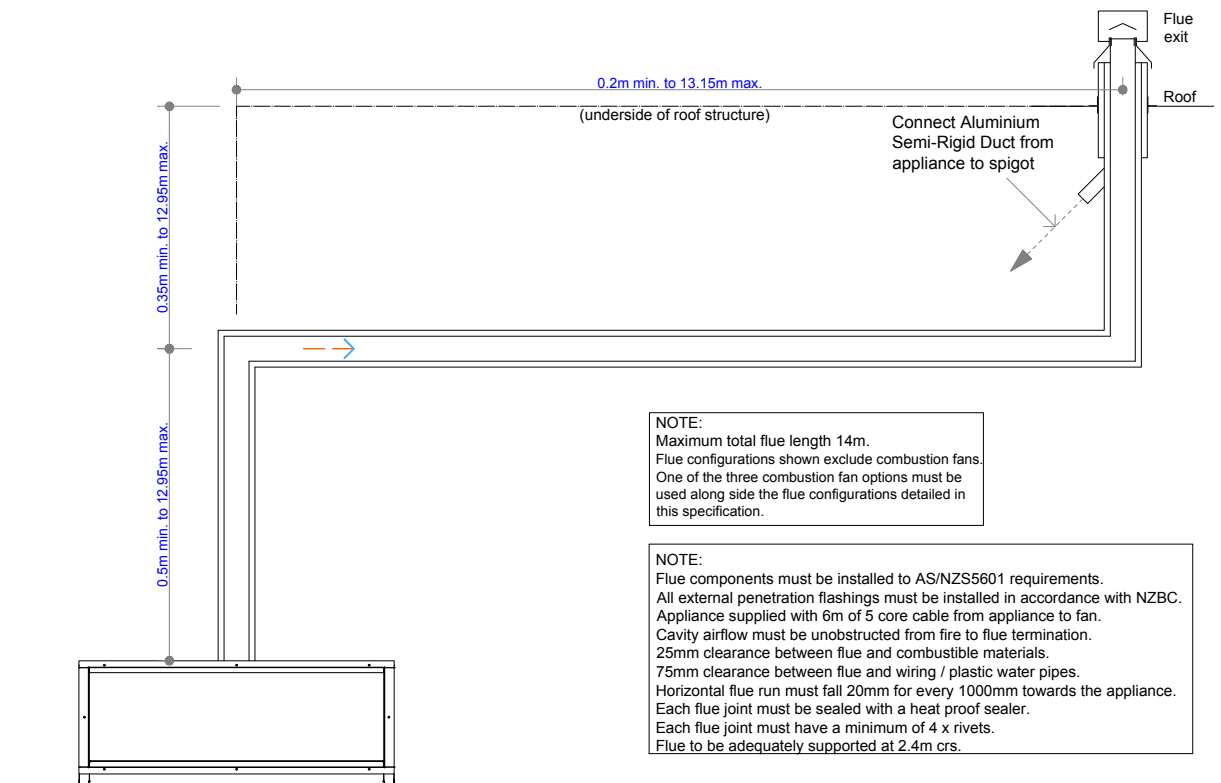 Flue
exit
0.2m min. to 13.15m max.
Roof
(underside of roof structure)
Connect Aluminium
Semi-Rigid Duct from
appliance to spigot
0.35m min. to 12.95m max.
0.5m min. to 12.95m max.
NOTE:
Maximum total flue length 14m.
Flue configurations shown exclude combustion fans.
One of the three combustion fan options must be
used along side the flue configurations detailed in
this specification.
NOTE:
Flue components must be installed to AS/NZS5601 requirements.
All external penetration flashings must be installed in accordance with NZBC.
Appliance supplied with 6m of 5 core cable from appliance to fan.
Cavity airflow must be unobstructed from fire to flue termination.
25mm clearance between flue and combustible materials.
75mm clearance between flue and wiring / plastic water pipes.
Horizontal flue run must fall 20mm for every 1000mm towards the appliance.
Each flue joint must be sealed with a heat proof sealer.
Each flue joint must have a minimum of 4 x rivets.
Flue to be adequately supported at 2.4m crs.